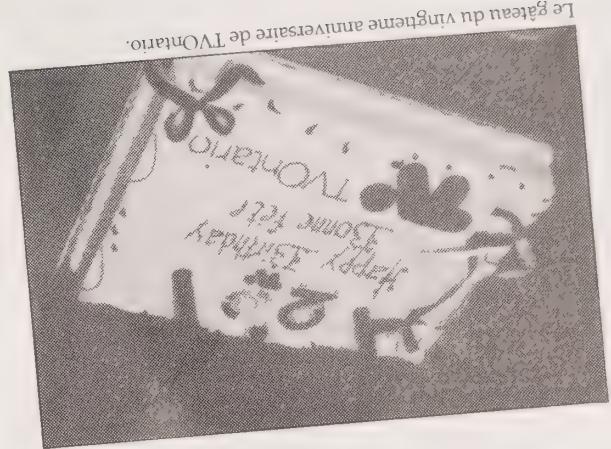 Happy Birthday
Bonne fête
TVOntario
Le gâteau du vingtième anniversaire de TVOntario.